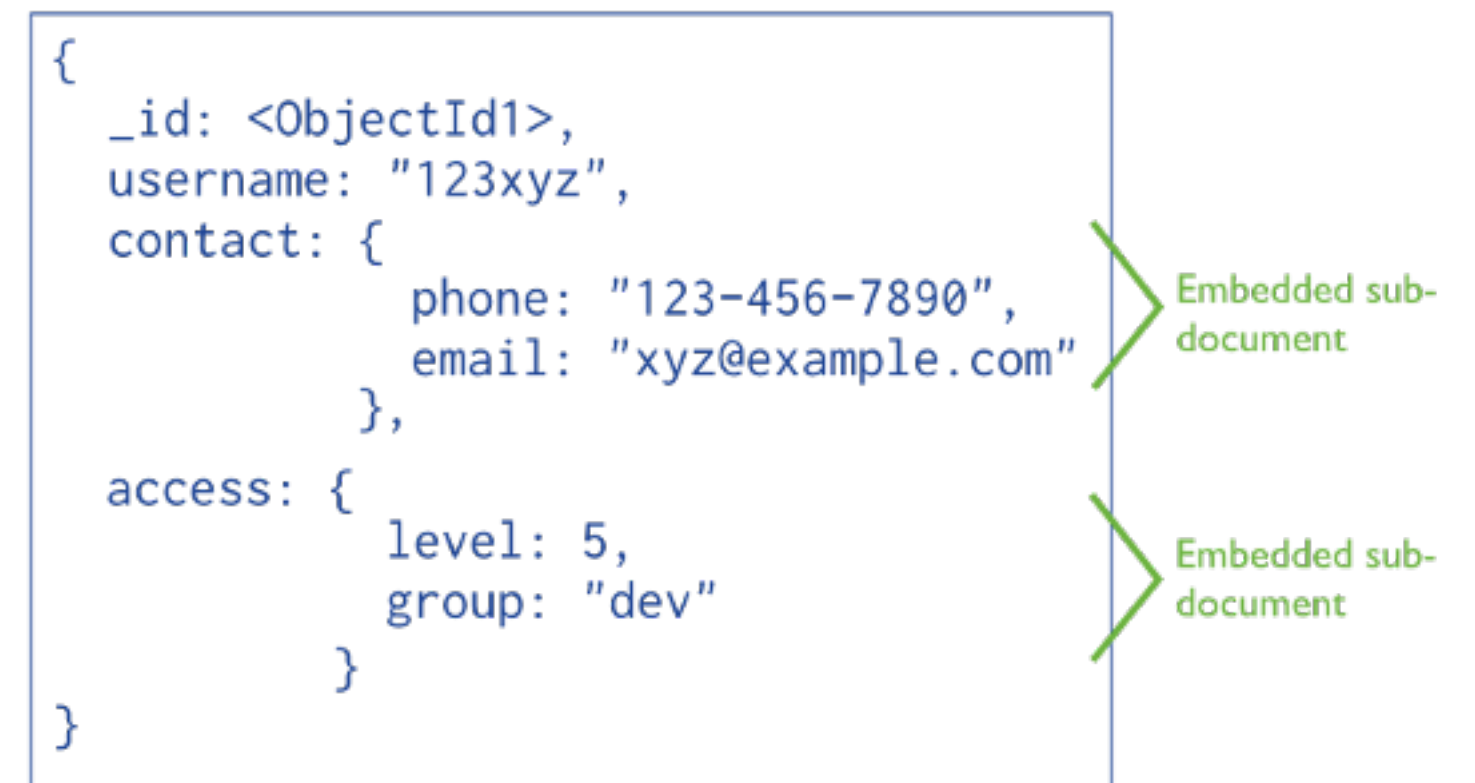 {
_id: <ObjectId1>,
username: "123xyz",
contact: {
phone: "123-456-7890",
email: "xyz@example.com"
},
access: {
level: 5,
group: "dev"
}
}
Embedded sub-
document
Embedded sub-
document